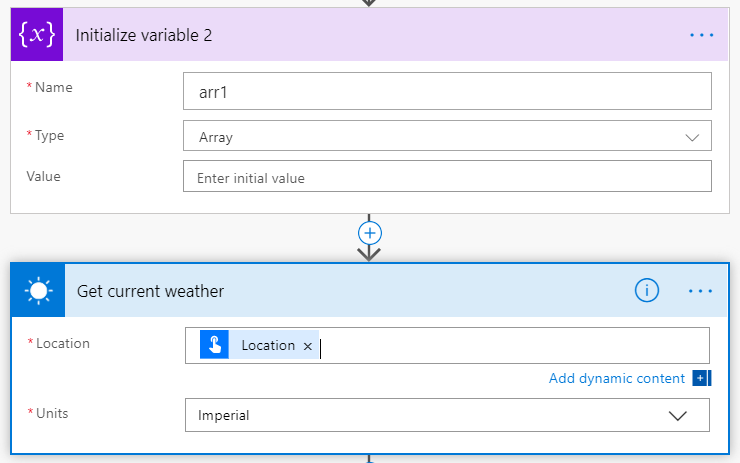 {x} Initialize variable 2 ...
* Name arr1
* Type Array
Value Enter initial value
+
Get current weather i ...
* Location Location ×
Add dynamic content +
* Units Imperial